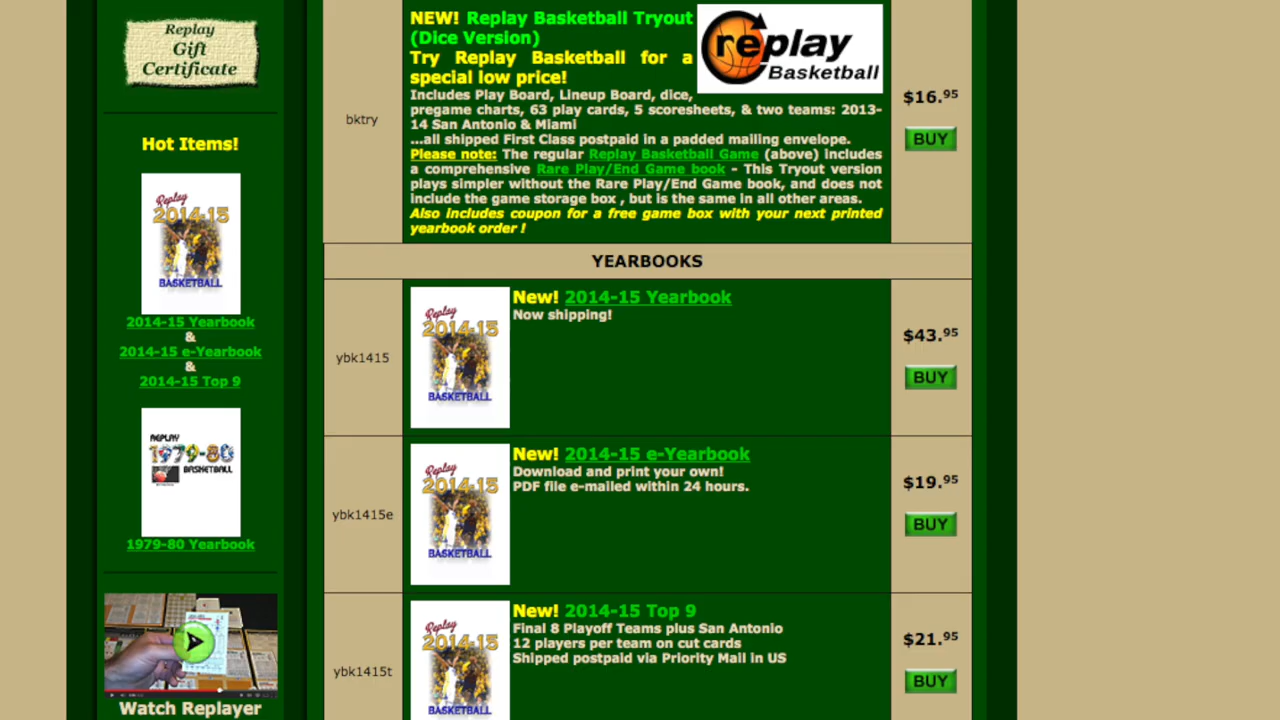 Replay
Gift
Certificate
Hot Items!
Replay
2014-15
BASKETBALL
2014-15 Yearbook
&
2014-15 e-Yearbook
&
2014-15 Top 9
REPLAY
1979-80
BASKETBALL
1979-80 Yearbook
Watch Replayer
bktry
NEW! Replay Basketball Tryout
(Dice Version)
Try Replay Basketball for a
special low price!
Includes Play Board, Lineup Board, dice,
pregame charts, 63 play cards, 5 scoresheets, & two teams: 2013-
14 San Antonio & Miami
...all shipped First Class postpaid in a padded mailing envelope.
Please note: The regular Replay Basketball Game (above) includes
a comprehensive Rare Play/End Game book - This Tryout version
plays simpler without the Rare Play/End Game book, and does not
include the game storage box , but is the same in all other areas.
Also includes coupon for a free game box with your next printed
yearbook order !
replay
Basketball
$16.95
BUY
YEARBOOKS
ybk1415
Replay
2014-15
BASKETBALL
New! 2014-15 Yearbook
Now shipping!
$43.95
BUY
ybk1415e
Replay
2014-15
BASKETBALL
New! 2014-15 e-Yearbook
Download and print your own!
PDF file e-mailed within 24 hours.
$19.95
BUY
ybk1415t
Replay
2014-15
BASKETBALL
New! 2014-15 Top 9
Final 8 Playoff Teams plus San Antonio
12 players per team on cut cards
Shipped postpaid via Priority Mail in US
$21.95
BUY